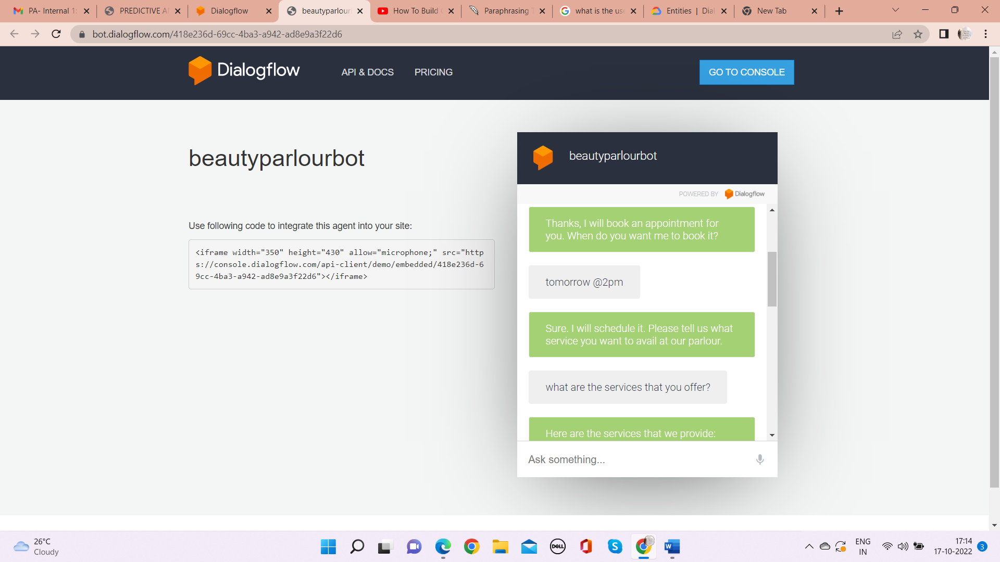 PA- Internal 1:
PREDICTIVE A
Dialogflow
beautyparlour
How To Build
Paraphrasing
what is the use
Entities | Dial
New Tab
bot.dialogflow.com/418e236d-69cc-4ba3-a942-ad8e9a3f22d6
Dialogflow
API & DOCS
PRICING
GO TO CONSOLE
beautyparlourbot
Use following code to integrate this agent into your site:
<iframe width="350" height="430" allow="microphone;" src="http
s://console.dialogflow.com/api-client/demo/embedded/418e236d-6
9cc-4ba3-a942-ad8e9a3f22d6"></iframe>
beautyparlourbot
POWERED BY Dialogflow
Thanks, I will book an appointment for
you. When do you want me to book it?
tomorrow @2pm
Sure. I will schedule it. Please tell us what
service you want to avail at our parlour.
what are the services that you offer?
Here are the services that we provide:
Ask something...
26°C
Cloudy
DELL
S
W
ENG
IN
17:14
17-10-2022
3